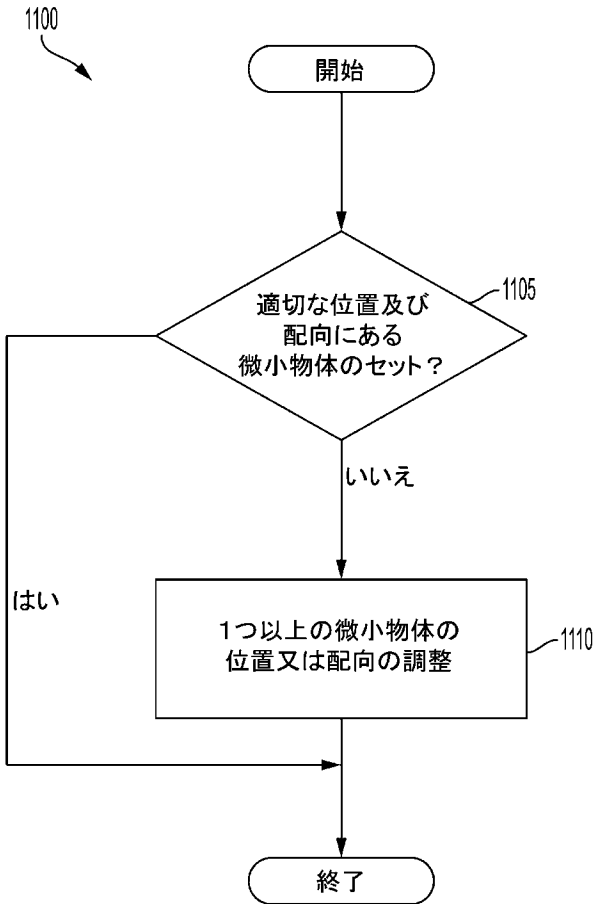 1100
開始
適切な位置及び
配向にある
微小物体のセット？
1105
いいえ
はい
1つ以上の微小物体の
位置又は配向の調整
1110
終了